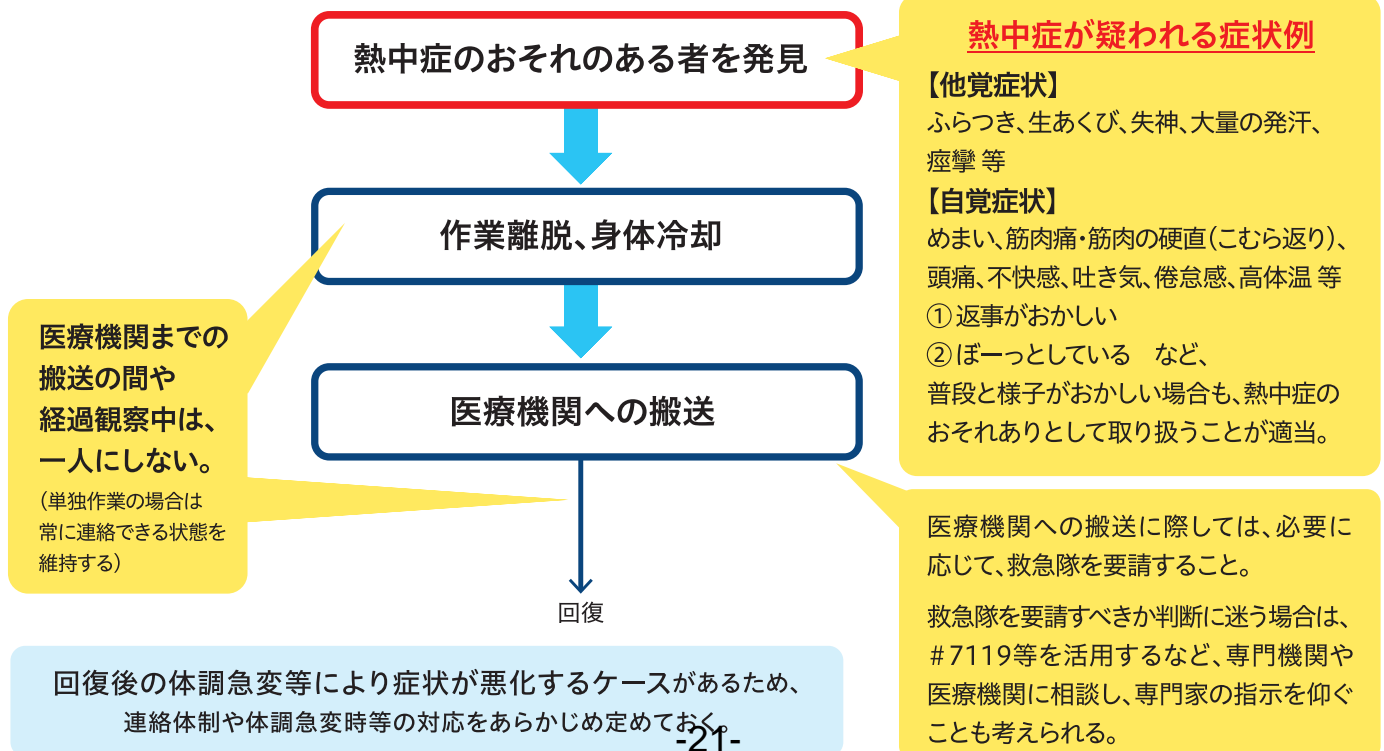 熱中症のおそれのある者を発見
熱中症が疑われる症状例
【他覚症状】
ふらつき、生あくび、失神、大量の発汗、
痙攣 等
【自覚症状】
めまい、筋肉痛・筋肉の硬直（こむら返り）、
頭痛、不快感、吐き気、倦怠感、高体温 等
①返事がおかしい
②ぼーっとしている　など、
普段と様子がおかしい場合も、熱中症の
おそれありとして取り扱うことが適当。
作業離脱、身体冷却
医療機関までの
搬送の間や
経過観察中は、
一人にしない。
（単独作業の場合は
常に連絡できる状態を
維持する）
医療機関への搬送
医療機関への搬送に際しては、必要に
応じて、救急隊を要請すること。
救急隊を要請すべきか判断に迷う場合は、
#7119等を活用するなど、専門機関や
医療機関に相談し、専門家の指示を仰ぐ
ことも考えられる。
回復
回復後の体調急変等により症状が悪化するケースがあるため、
連絡体制や体調急変時等の対応をあらかじめ定めておく。
-21-